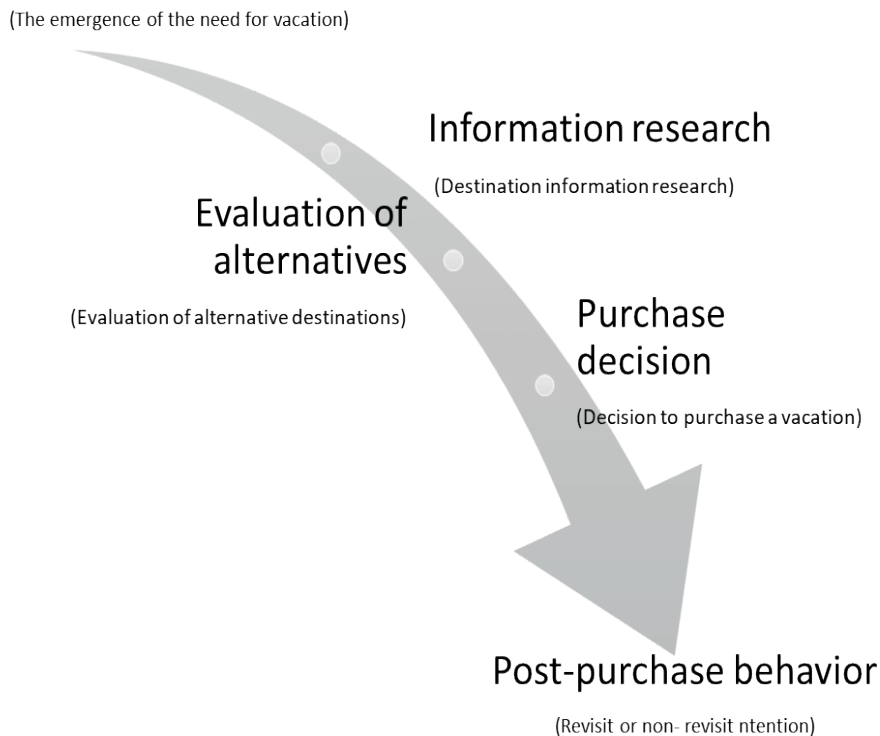 (The emergence of the need for vacation)
Information research
(Destination information research)
Evaluation of
alternatives
(Evaluation of alternative destinations)
Purchase
decision
(Decision to purchase a vacation)
Post-purchase behavior
(Revisit or non- revisit ntention)